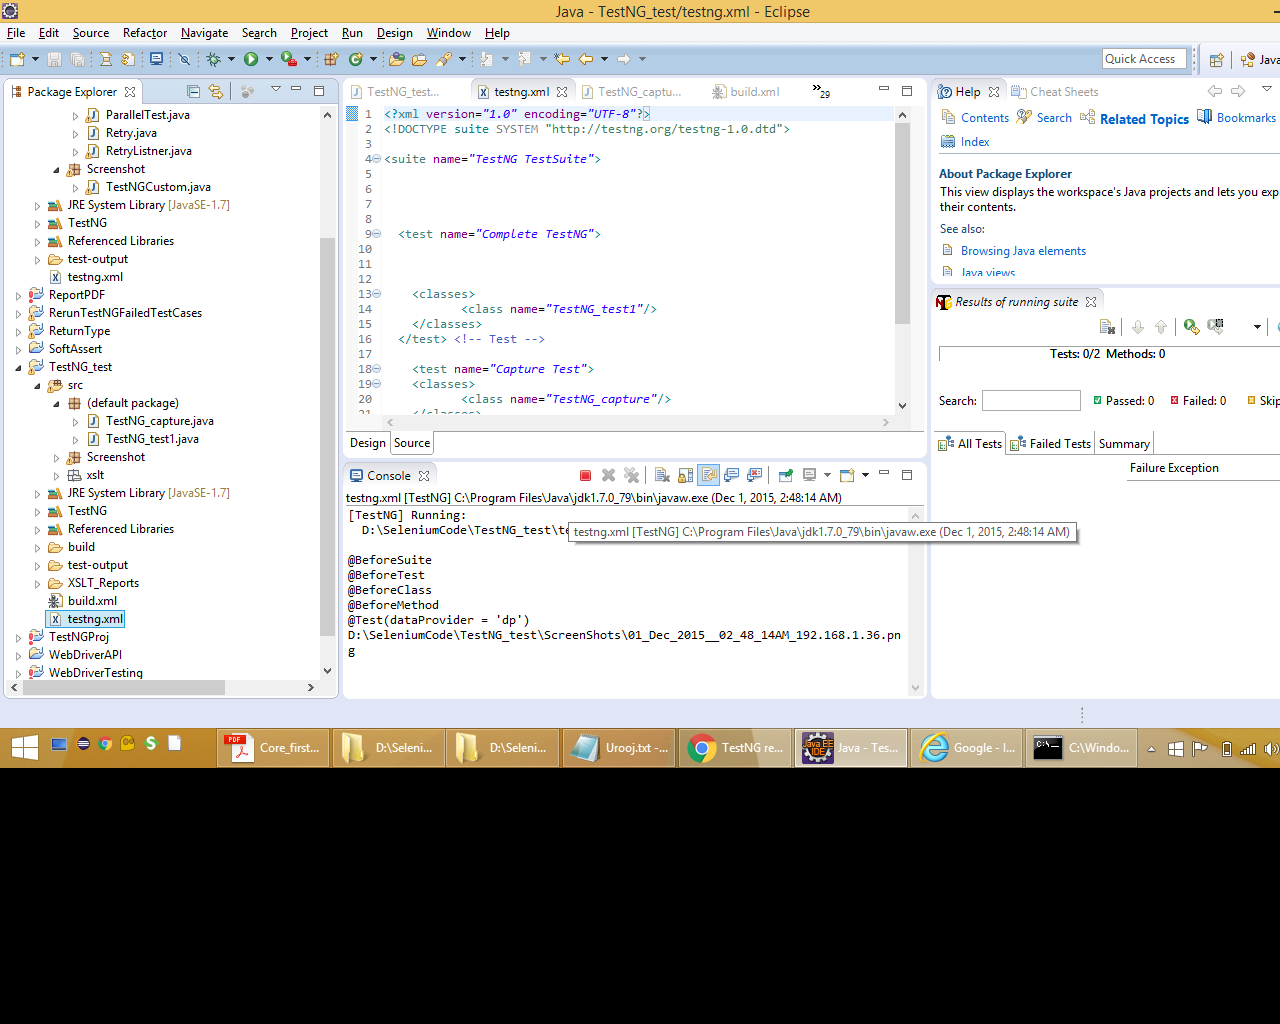 Java - TestNG_test/testng.xml - Eclipse
File Edit Source Refactor Navigate Search Project Run Design Window Help
Quick Access
Java
Package Explorer
ParallelTest.java
Retry.java
RetryListner.java
Screenshot
TestNGCustom.java
JRE System Library [JavaSE-1.7]
TestNG
Referenced Libraries
test-output
testng.xml
ReportPDF
RerunTestNGFailedTestCases
ReturnType
SoftAssert
TestNG_test
src
(default package)
TestNG_capture.java
TestNG_test1.java
Screenshot
xslt
JRE System Library [JavaSE-1.7]
TestNG
Referenced Libraries
build
test-output
XSLT_Reports
build.xml
testng.xml
TestNGProj
WebDriverAPI
WebDriverTesting
TestNG_test... testng.xml TestNG_captu... build.xml »29
1 <?xml version="1.0" encoding="UTF-8"?>
2 <!DOCTYPE suite SYSTEM "http://testng.org/testng-1.0.dtd">
3
4 <suite name="TestNG TestSuite">
5
6
7
8
9 <test name="Complete TestNG">
10
11
12
13 <classes>
14 <class name="TestNG_test1"/>
15 </classes>
16 </test> <!-- Test -->
17
18 <test name="Capture Test">
19 <classes>
20 <class name="TestNG_capture"/>
21 </classes>
Design Source
Console
testng.xml [TestNG] C:\Program Files\Java\jdk1.7.0_79\bin\javaw.exe (Dec 1, 2015, 2:48:14 AM)
[TestNG] Running:
D:\SeleniumCode\TestNG_test\te
testng.xml [TestNG] C:\Program Files\Java\jdk1.7.0_79\bin\javaw.exe (Dec 1, 2015, 2:48:14 AM)
@BeforeSuite
@BeforeTest
@BeforeClass
@BeforeMethod
@Test(dataProvider = 'dp')
D:\SeleniumCode\TestNG_test\ScreenShots\01_Dec_2015__02_48_14AM_192.168.1.36.pn
g
Help Cheat Sheets
Contents Search Related Topics Bookmarks
Index
About Package Explorer
This view displays the workspace's Java projects and lets you exp
their contents.
See also:
Browsing Java elements
Java views
Results of running suite
Tests: 0/2 Methods: 0
Search: Passed: 0 Failed: 0 Skip
All Tests Failed Tests Summary
Failure Exception
PDF Core_first... D:\Seleni... D:\Seleni... Urooj.txt -... TestNG re... Java EE IDE Java - Tes... Google - I... C:\Windo...